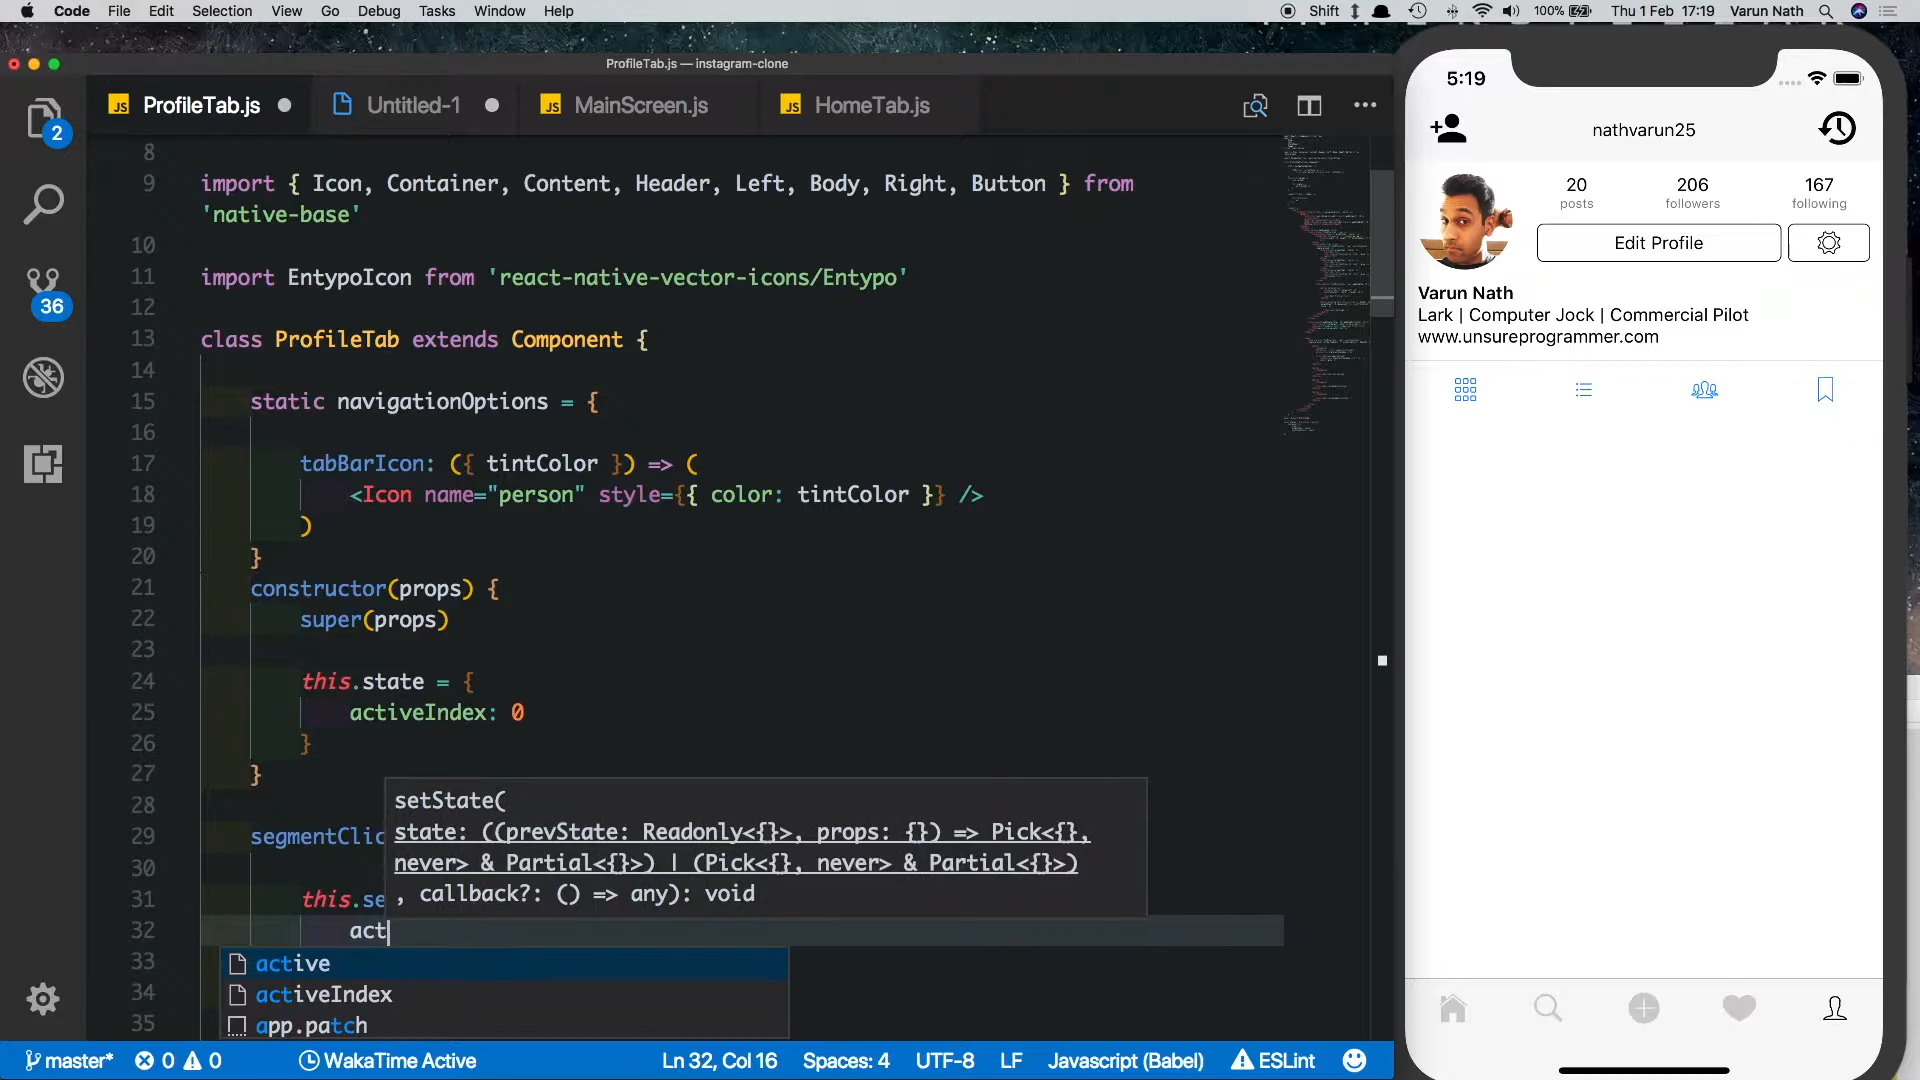 Code File Edit Selection View Go Debug Tasks Window Help Shift 100% Thu 1 Feb 17:19 Varun Nath
ProfileTab.js — instagram-clone
JS ProfileTab.js Untitled-1 JS MainScreen.js JS HomeTab.js
2
36
8
9 import { Icon, Container, Content, Header, Left, Body, Right, Button } from
'native-base'
10
11 import EntypoIcon from 'react-native-vector-icons/Entypo'
12
13 class ProfileTab extends Component {
14
15 static navigationOptions = {
16
17 tabBarIcon: ({ tintColor }) => (
18 <Icon name="person" style={{ color: tintColor }} />
19 )
20 }
21 constructor(props) {
22 super(props)
23
24 this.state = {
25 activeIndex: 0
26 }
27 }
28
29 segmentClic
30
31 this.se
32 act
33
34
35
setState(
state: ((prevState: Readonly<{}>, props: {}) => Pick<{},
never> & Partial<{}>) | (Pick<{}, never> & Partial<{}>)
, callback?: () => any): void
active
activeIndex
app.patch
master* 0 0 WakaTime Active Ln 32, Col 16 Spaces: 4 UTF-8 LF Javascript (Babel) ESLint
5:19
nathvarun25
20 206 167
posts followers following
Edit Profile
Varun Nath
Lark | Computer Jock | Commercial Pilot
www.unsureprogrammer.com